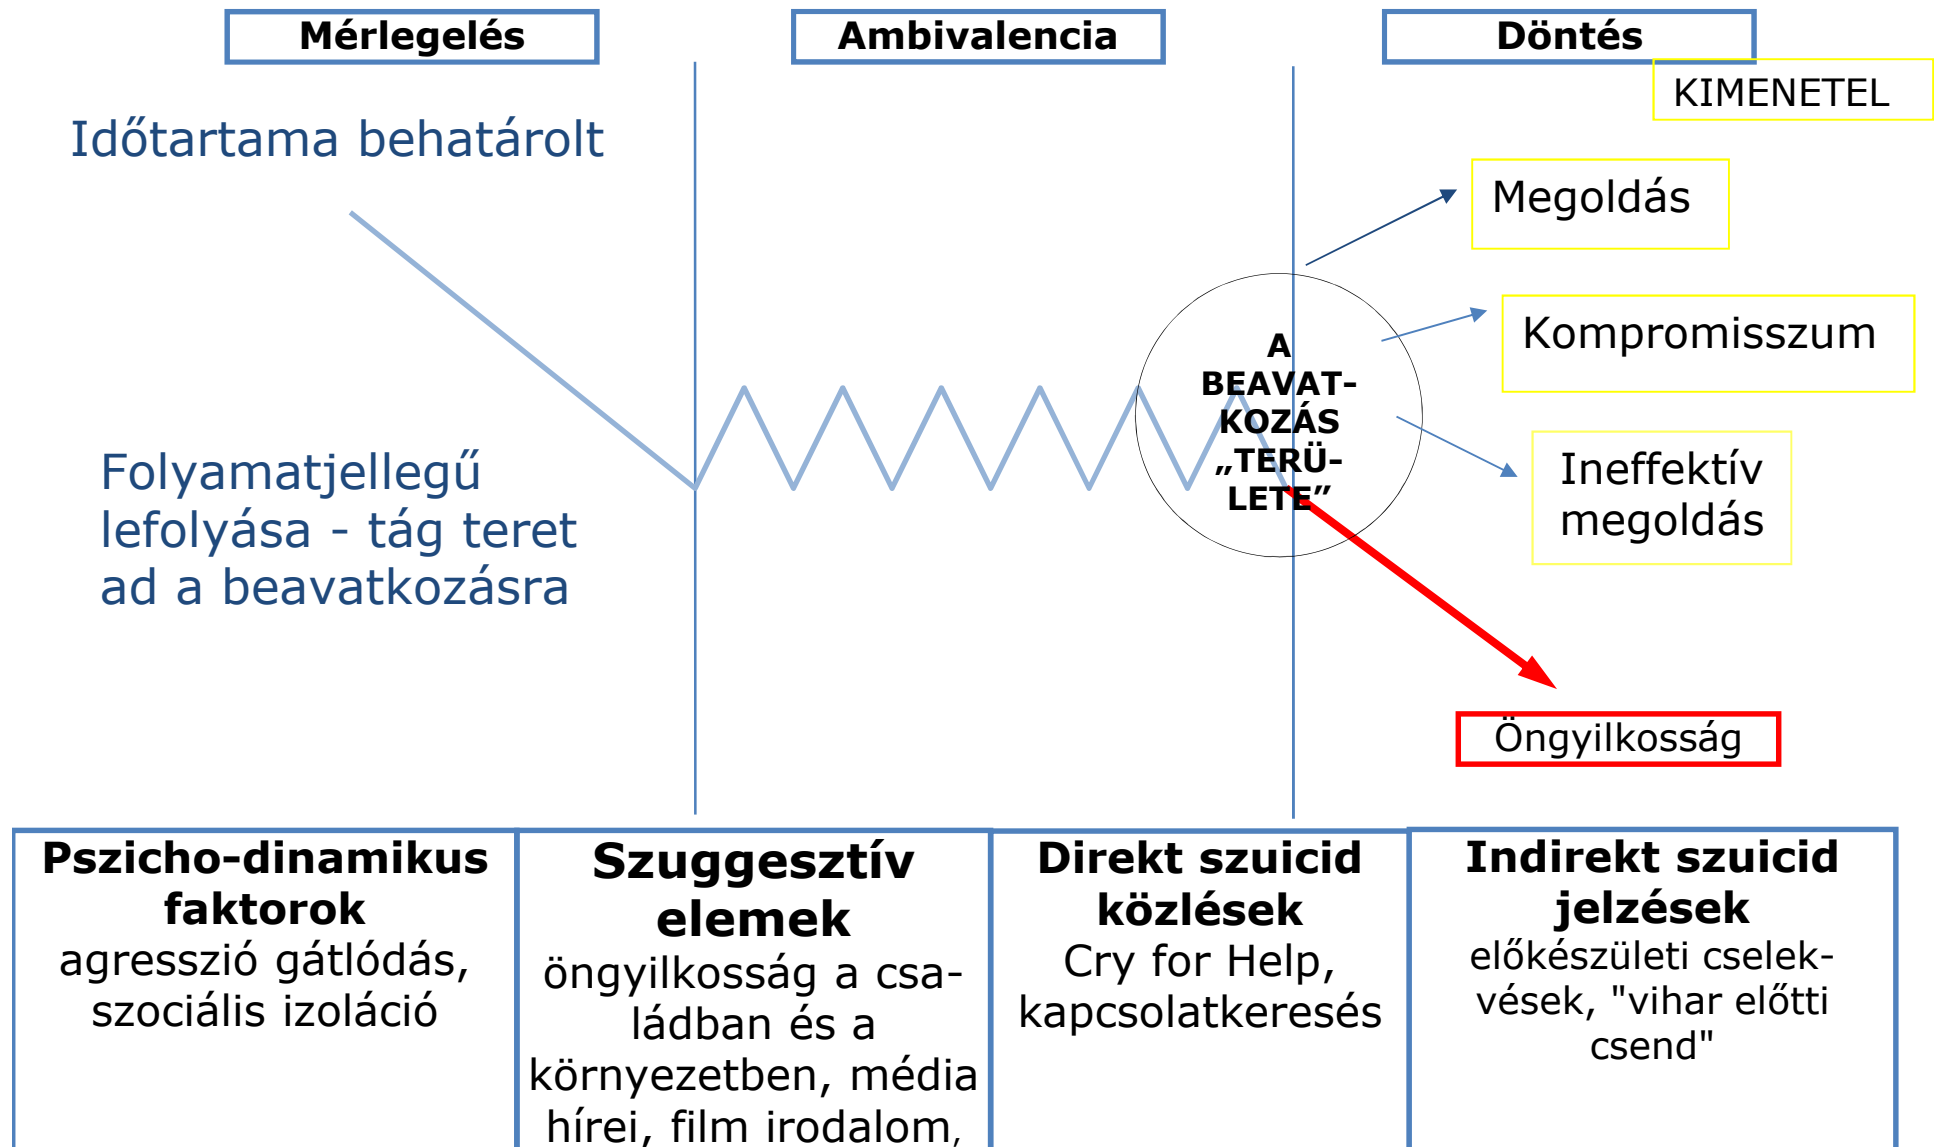 Mérlegelés
Ambivalencia
Döntés
KIMENETEL
Időtartama behatárolt
Megoldás
Kompromisszum
A
BEAVAT-
KOZÁS
„TERÜ-
LETE”
Folyamatjellegű
lefolyása - tág teret
ad a beavatkozásra
Ineffektív
megoldás
Öngyilkosság
Pszicho-dinamikus
faktorok
agresszió gátlódás,
szociális izoláció
Szuggesztív
elemek
öngyilkosság a csa-
ládban és a
környezetben, média
hírei, film irodalom,
Direkt szuicid
közlések
Cry for Help,
kapcsolatkeresés
Indirekt szuicid
jelzések
előkészületi cselek-
vések, "vihar előtti
csend"